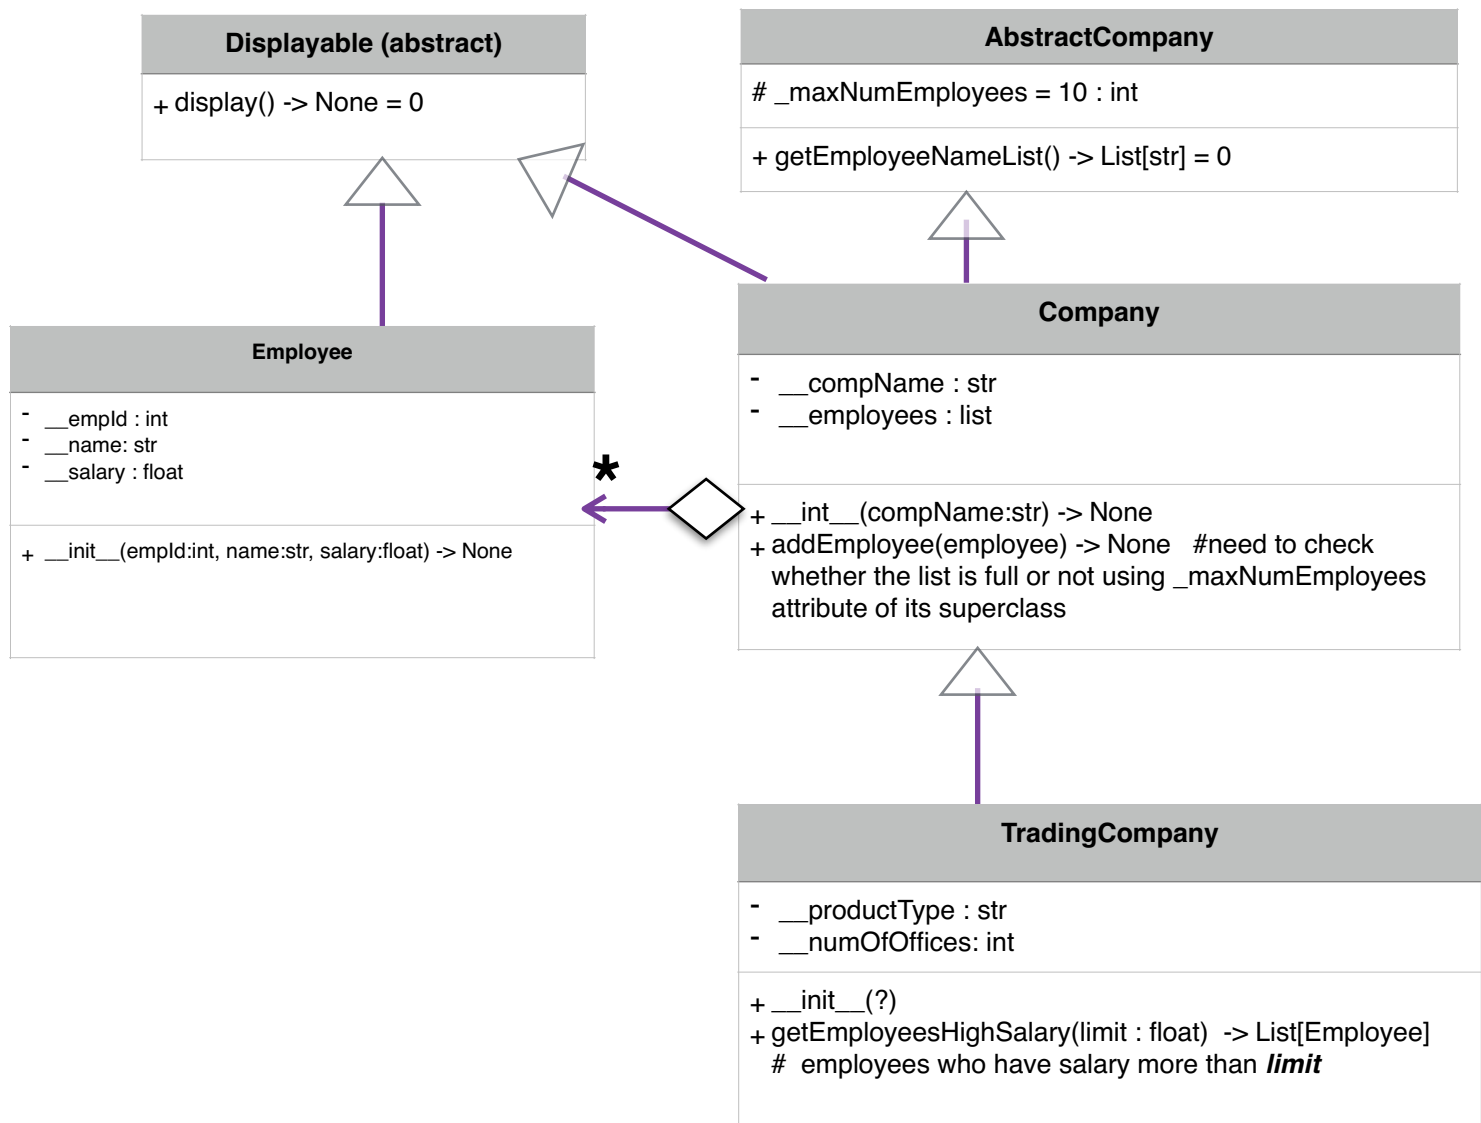 Displayable (abstract)
+ display() -> None = 0
AbstractCompany
# _maxNumEmployees = 10 : int
+ getEmployeeNameList() -> List[str] = 0
Employee
- __empId : int
- __name: str
- __salary : float
+ __init__(empId:int, name:str, salary:float) -> None
*
Company
- __compName : str
- __employees : list
+ __int__(compName:str) -> None
+ addEmployee(employee) -> None #need to check
whether the list is full or not using _maxNumEmployees
attribute of its superclass
TradingCompany
- __productType : str
- __numOfOffices: int
+ __init__(?)
+ getEmployeesHighSalary(limit : float) -> List[Employee]
# employees who have salary more than limit